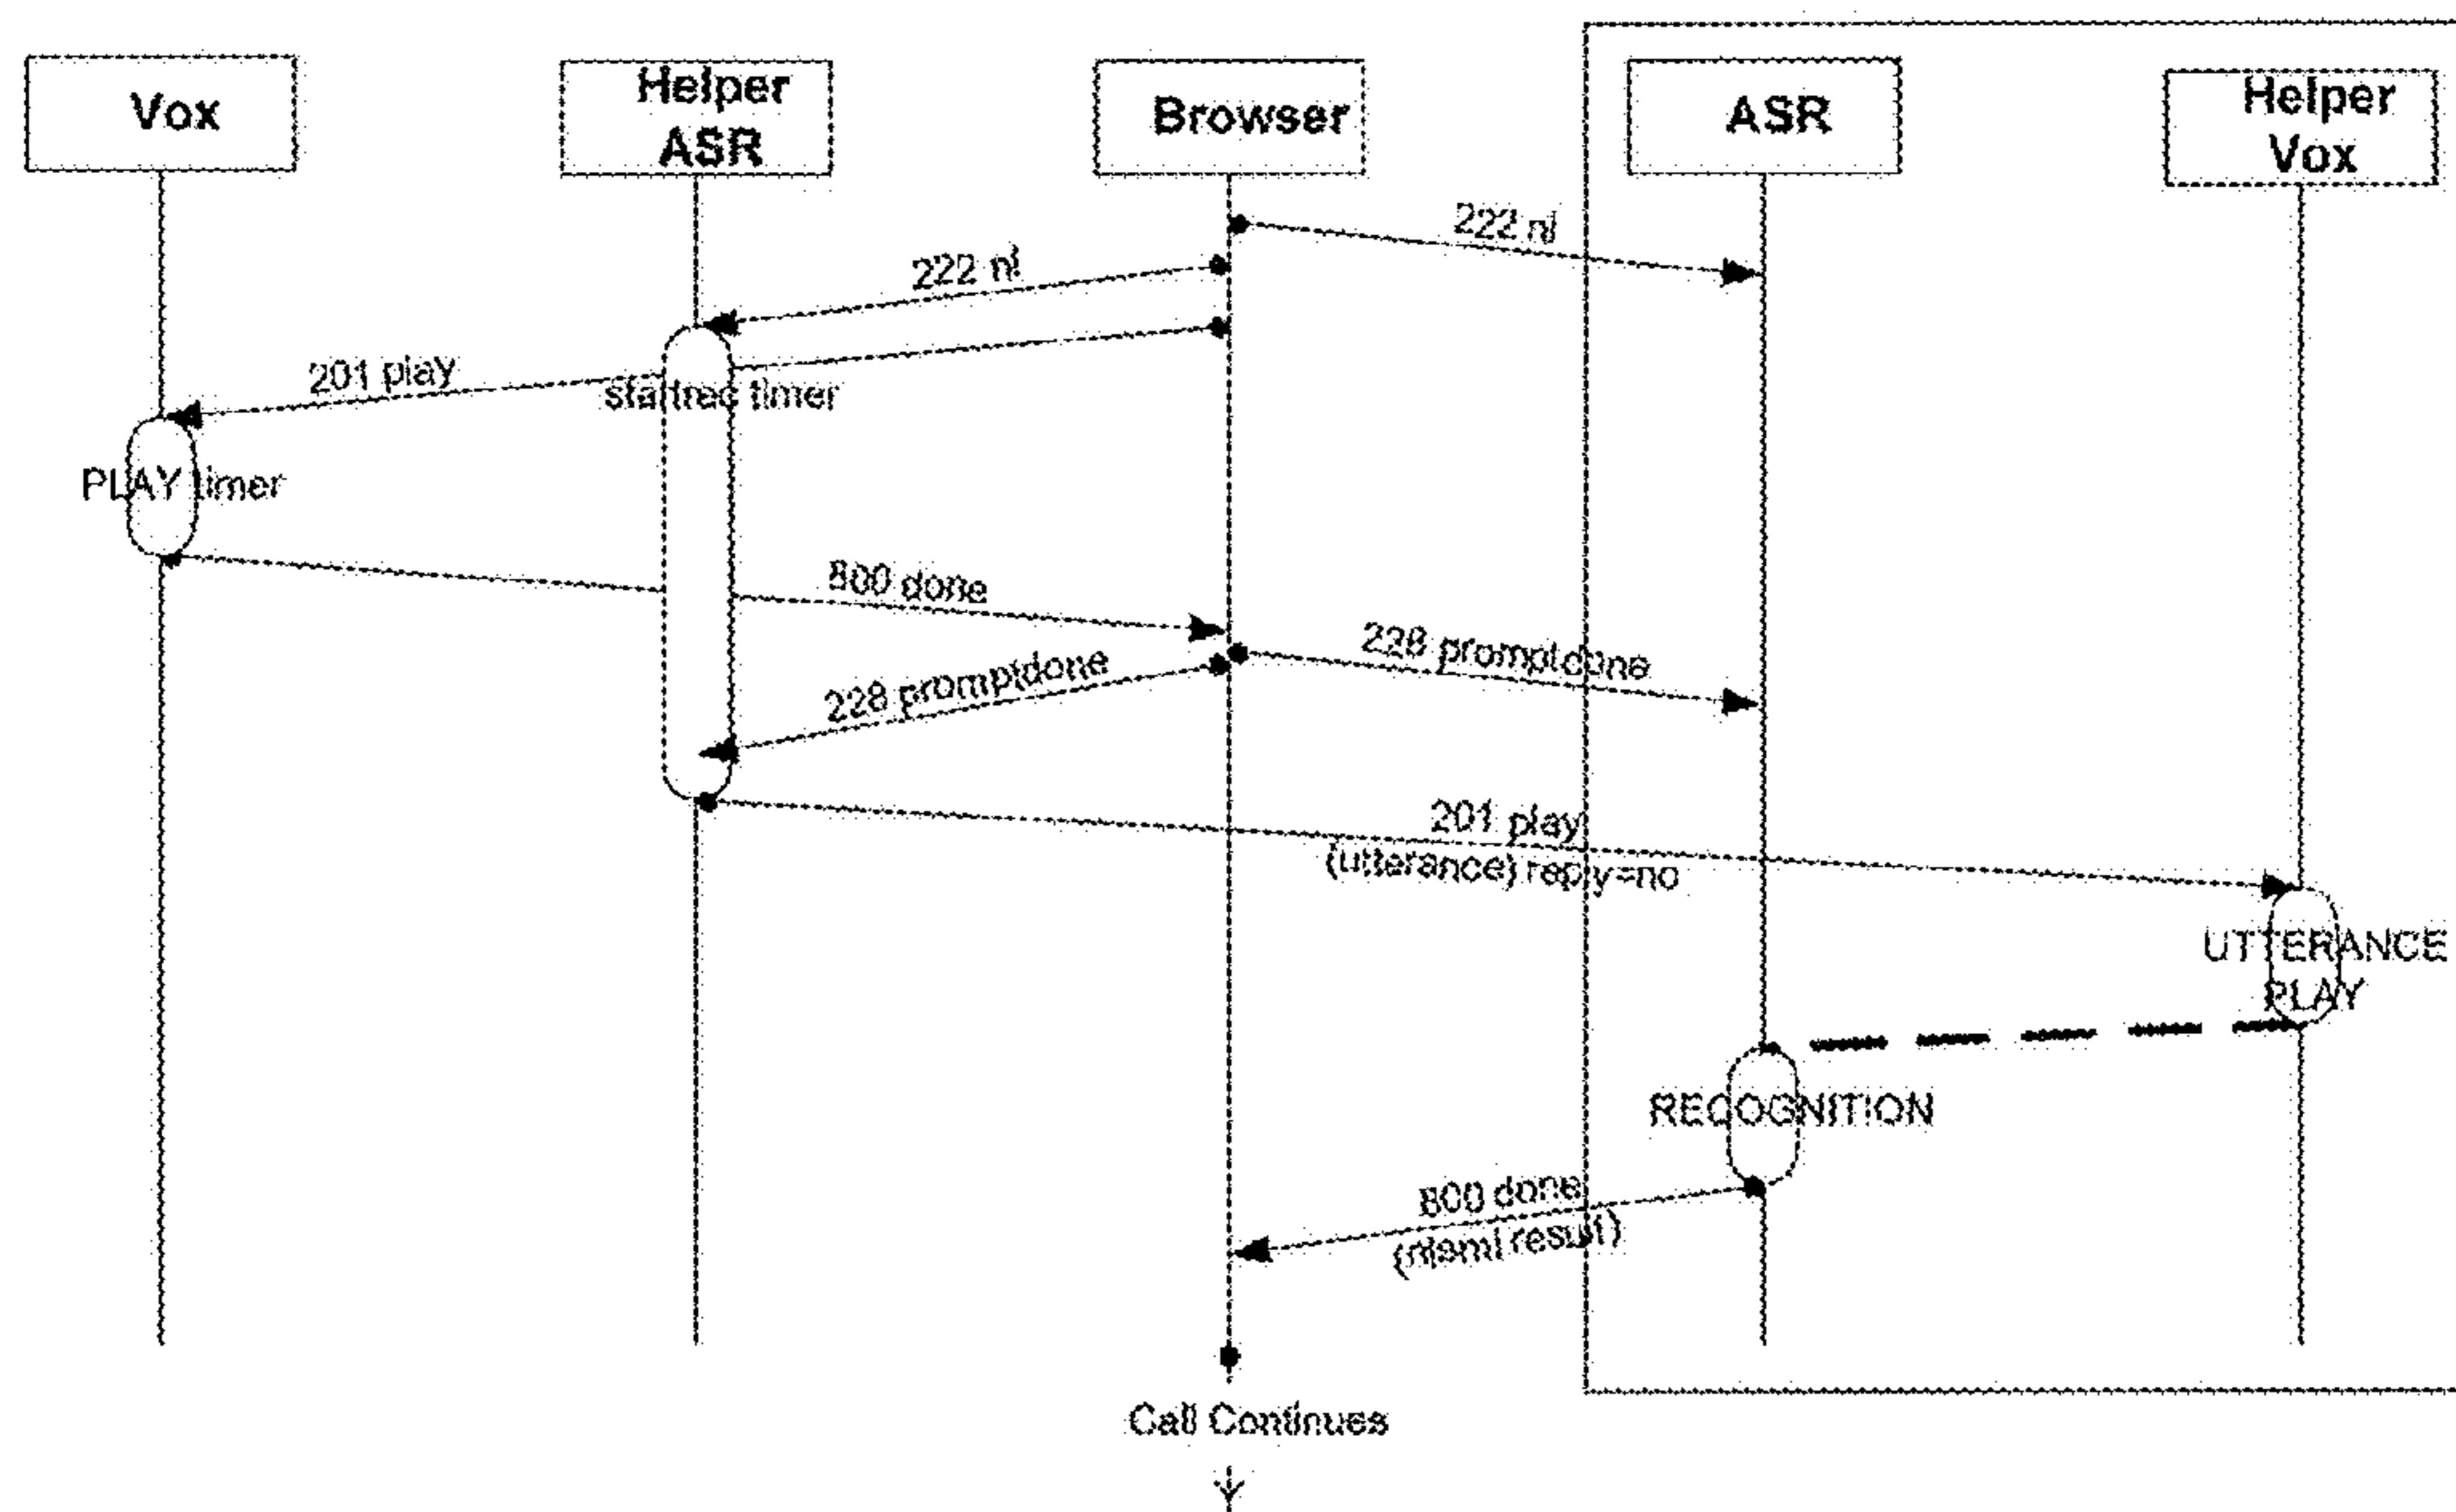 Vox
Helper
ASR
Browser
ASR
Helper
Vox
222 nl
222 nl
201 play
startrec timer
PLAY timer
800 done
228 promptdone
228 promptdone
201 play
(utterance) reply=no
UTTERANCE
PLAY
RECOGNITION
800 done
(nlsml result)
Call Continues